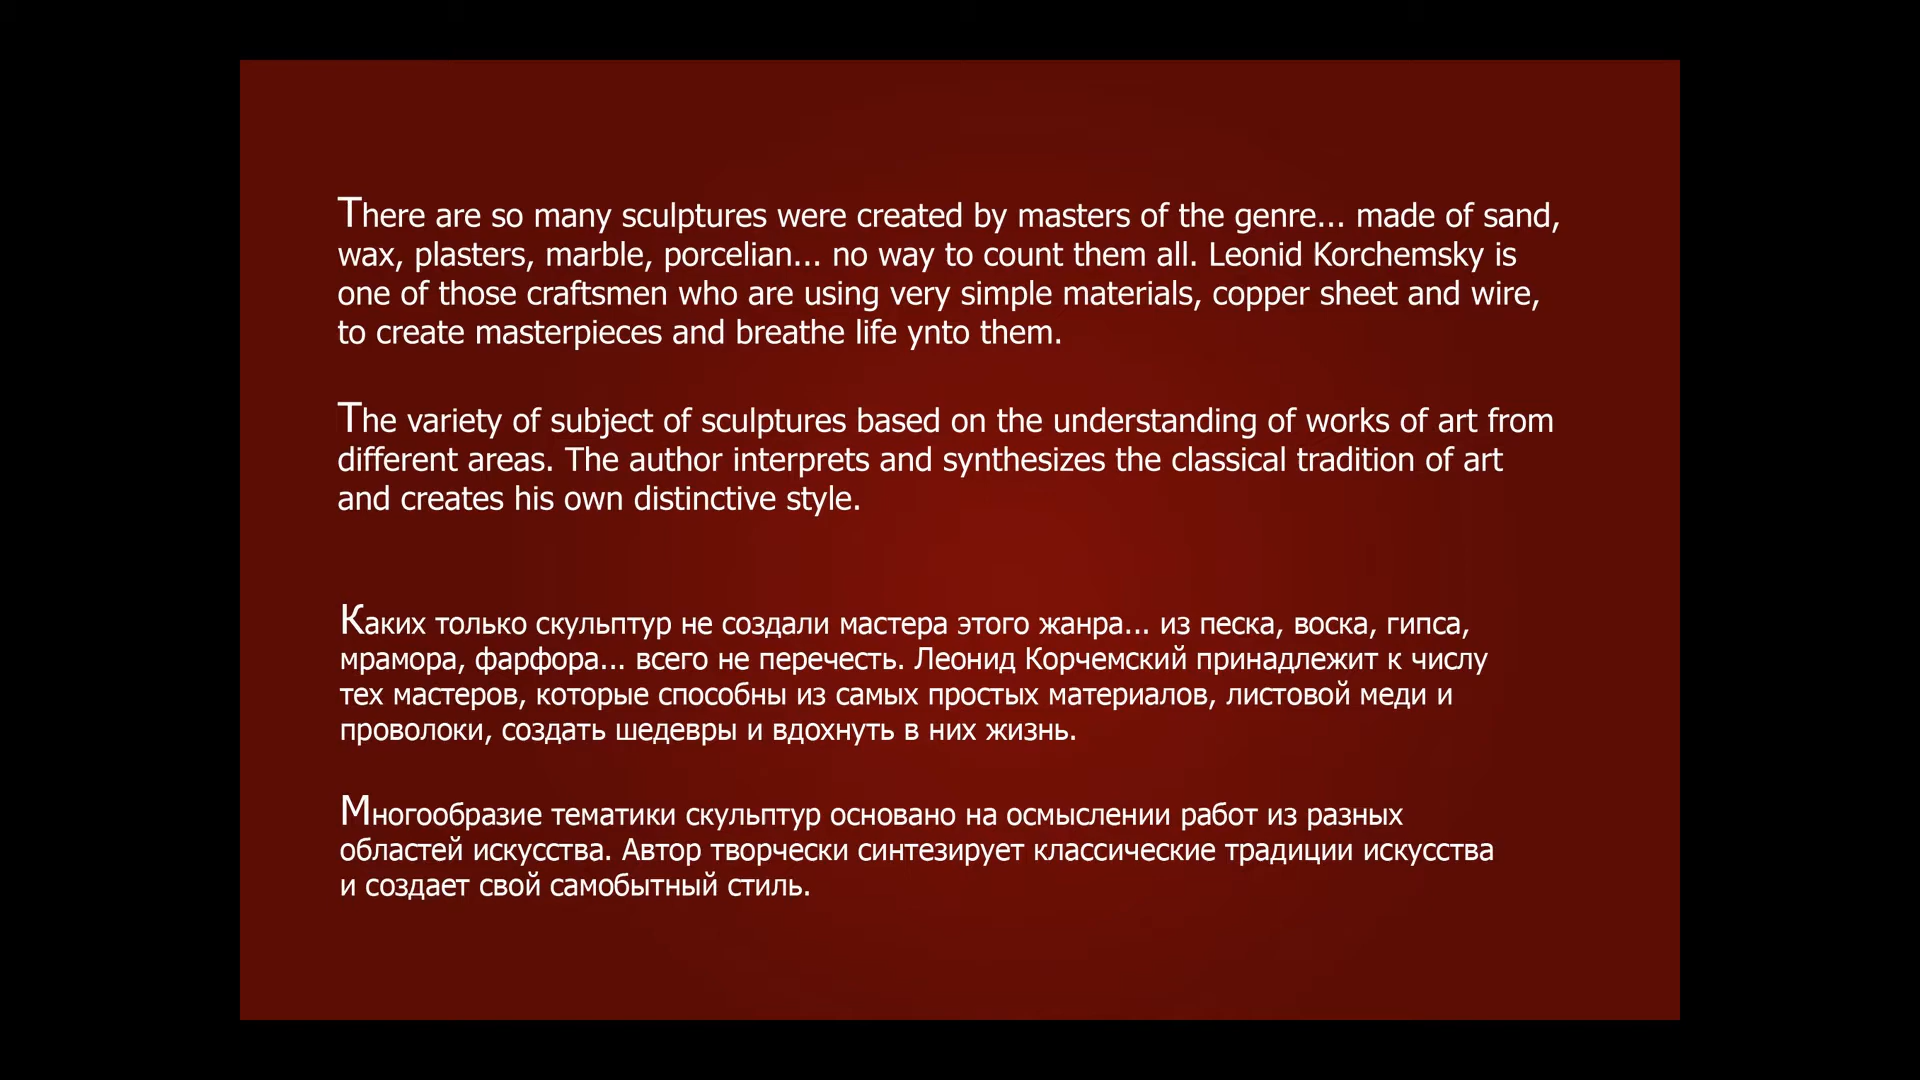 There are so many sculptures were created by masters of the genre... made of sand,
wax, plasters, marble, porcelian... no way to count them all. Leonid Korchemsky is
one of those craftsmen who are using very simple materials, copper sheet and wire,
to create masterpieces and breathe life ynto them.
The variety of subject of sculptures based on the understanding of works of art from
different areas. The author interprets and synthesizes the classical tradition of art
and creates his own distinctive style.
Каких только скульптур не создали мастера этого жанра... из песка, воска, гипса,
мрамора, фарфора... всего не перечесть. Леонид Корчемский принадлежит к числу
тех мастеров, которые способны из самых простых материалов, листовой меди и
проволоки, создать шедевры и вдохнуть в них жизнь.
Многообразие тематики скульптур основано на осмыслении работ из разных
областей искусства. Автор творчески синтезирует классические традиции искусства
и создает свой самобытный стиль.